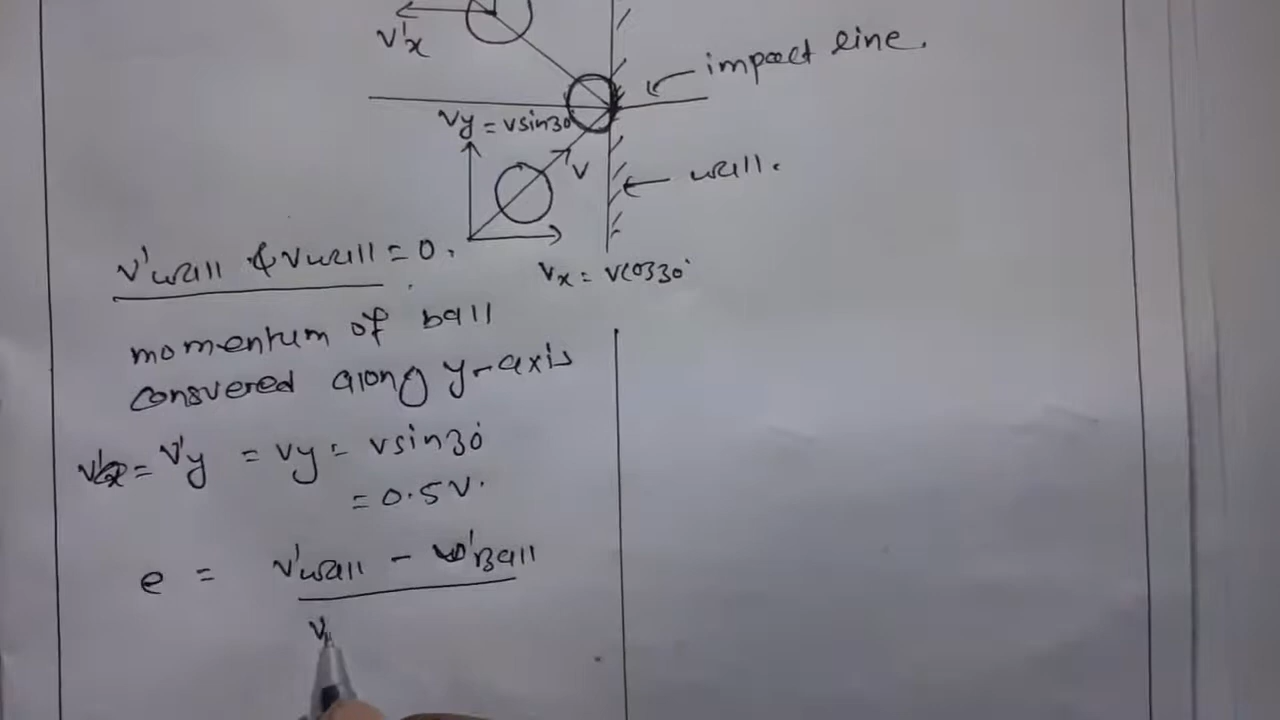 V'x
impact line.
Vy = vsin30°
V
wall.
V'wall & Vwall = 0.
Vx = vcos30°
momentum of ball
consvered along y-axis
= V'y = Vy = vsin30°
= 0.5V.
e = V'wall - V'Ball
V